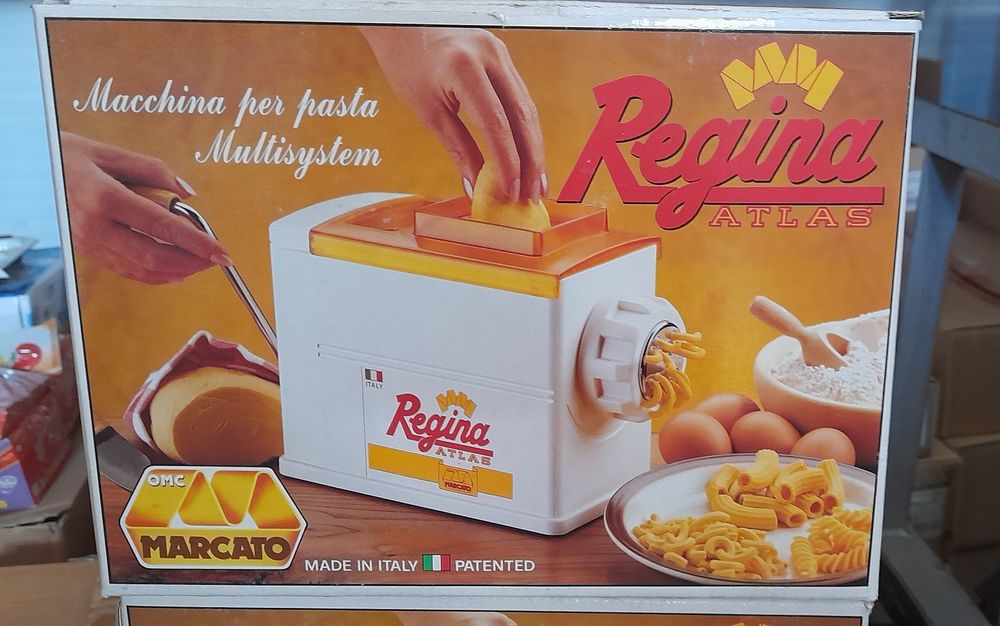 Macchina per pasta
Multisystem
Regina
ATLAS
ITALY
Regina
ATLAS
MARCATO
OMC
MARCATO
MADE IN ITALY PATENTED